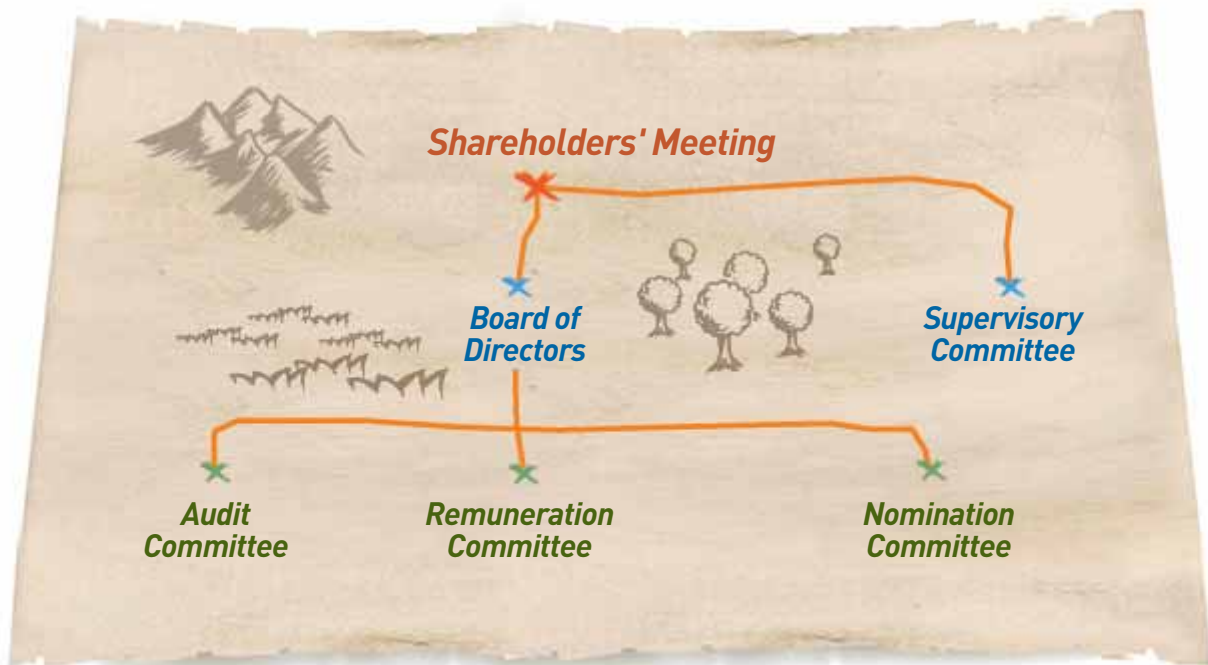 Shareholders' Meeting
Board of
Directors
Supervisory
Committee
Audit
Committee
Remuneration
Committee
Nomination
Committee